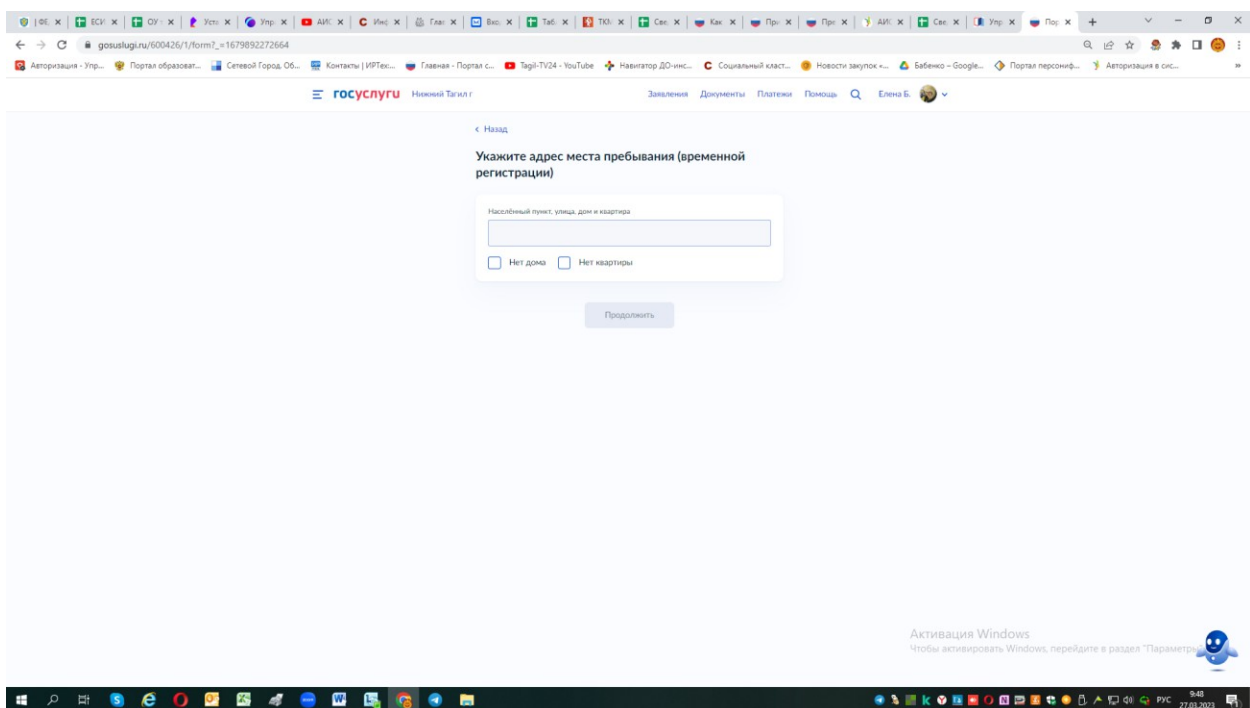 gosuslugi.ru/600426/1/form?_=1679892272664
Авторизация - Упр... Портал образоват... Сетевой Город. Об... Контакты | ИРТех:... Главная - Портал с... Tagil-TV24 - YouTube Навигатор ДО-инс... Социальный класт... Новости закупок «... Бабенко – Google... Портал персониф... Авторизация в сис... »
госуслуги Нижний Тагил г Заявления Документы Платежи Помощь Елена Б.
Назад
Укажите адрес места пребывания (временной
регистрации)
Населённый пункт, улица, дом и квартира
Нет дома Нет квартиры
Продолжить
Активация Windows
Чтобы активировать Windows, перейдите в раздел "Параметры
РУС 9:48
27.03.2023